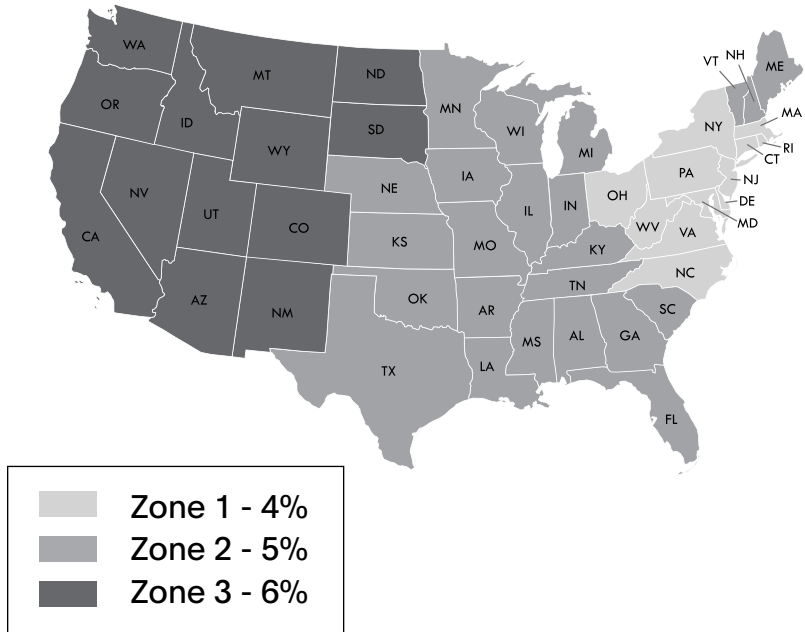 WA
MT
ND
MN
OR
ID
SD
WI
MI
WY
NE
IA
NV
UT
CO
CA
KS
MO
IL
IN
OH
KY
WV
VA
PA
NY
VT
NH
ME
MA
RI
CT
NJ
DE
MD
NC
TN
SC
AZ
NM
OK
AR
TX
LA
MS
AL
GA
FL
Zone 1 - 4%
Zone 2 - 5%
Zone 3 - 6%